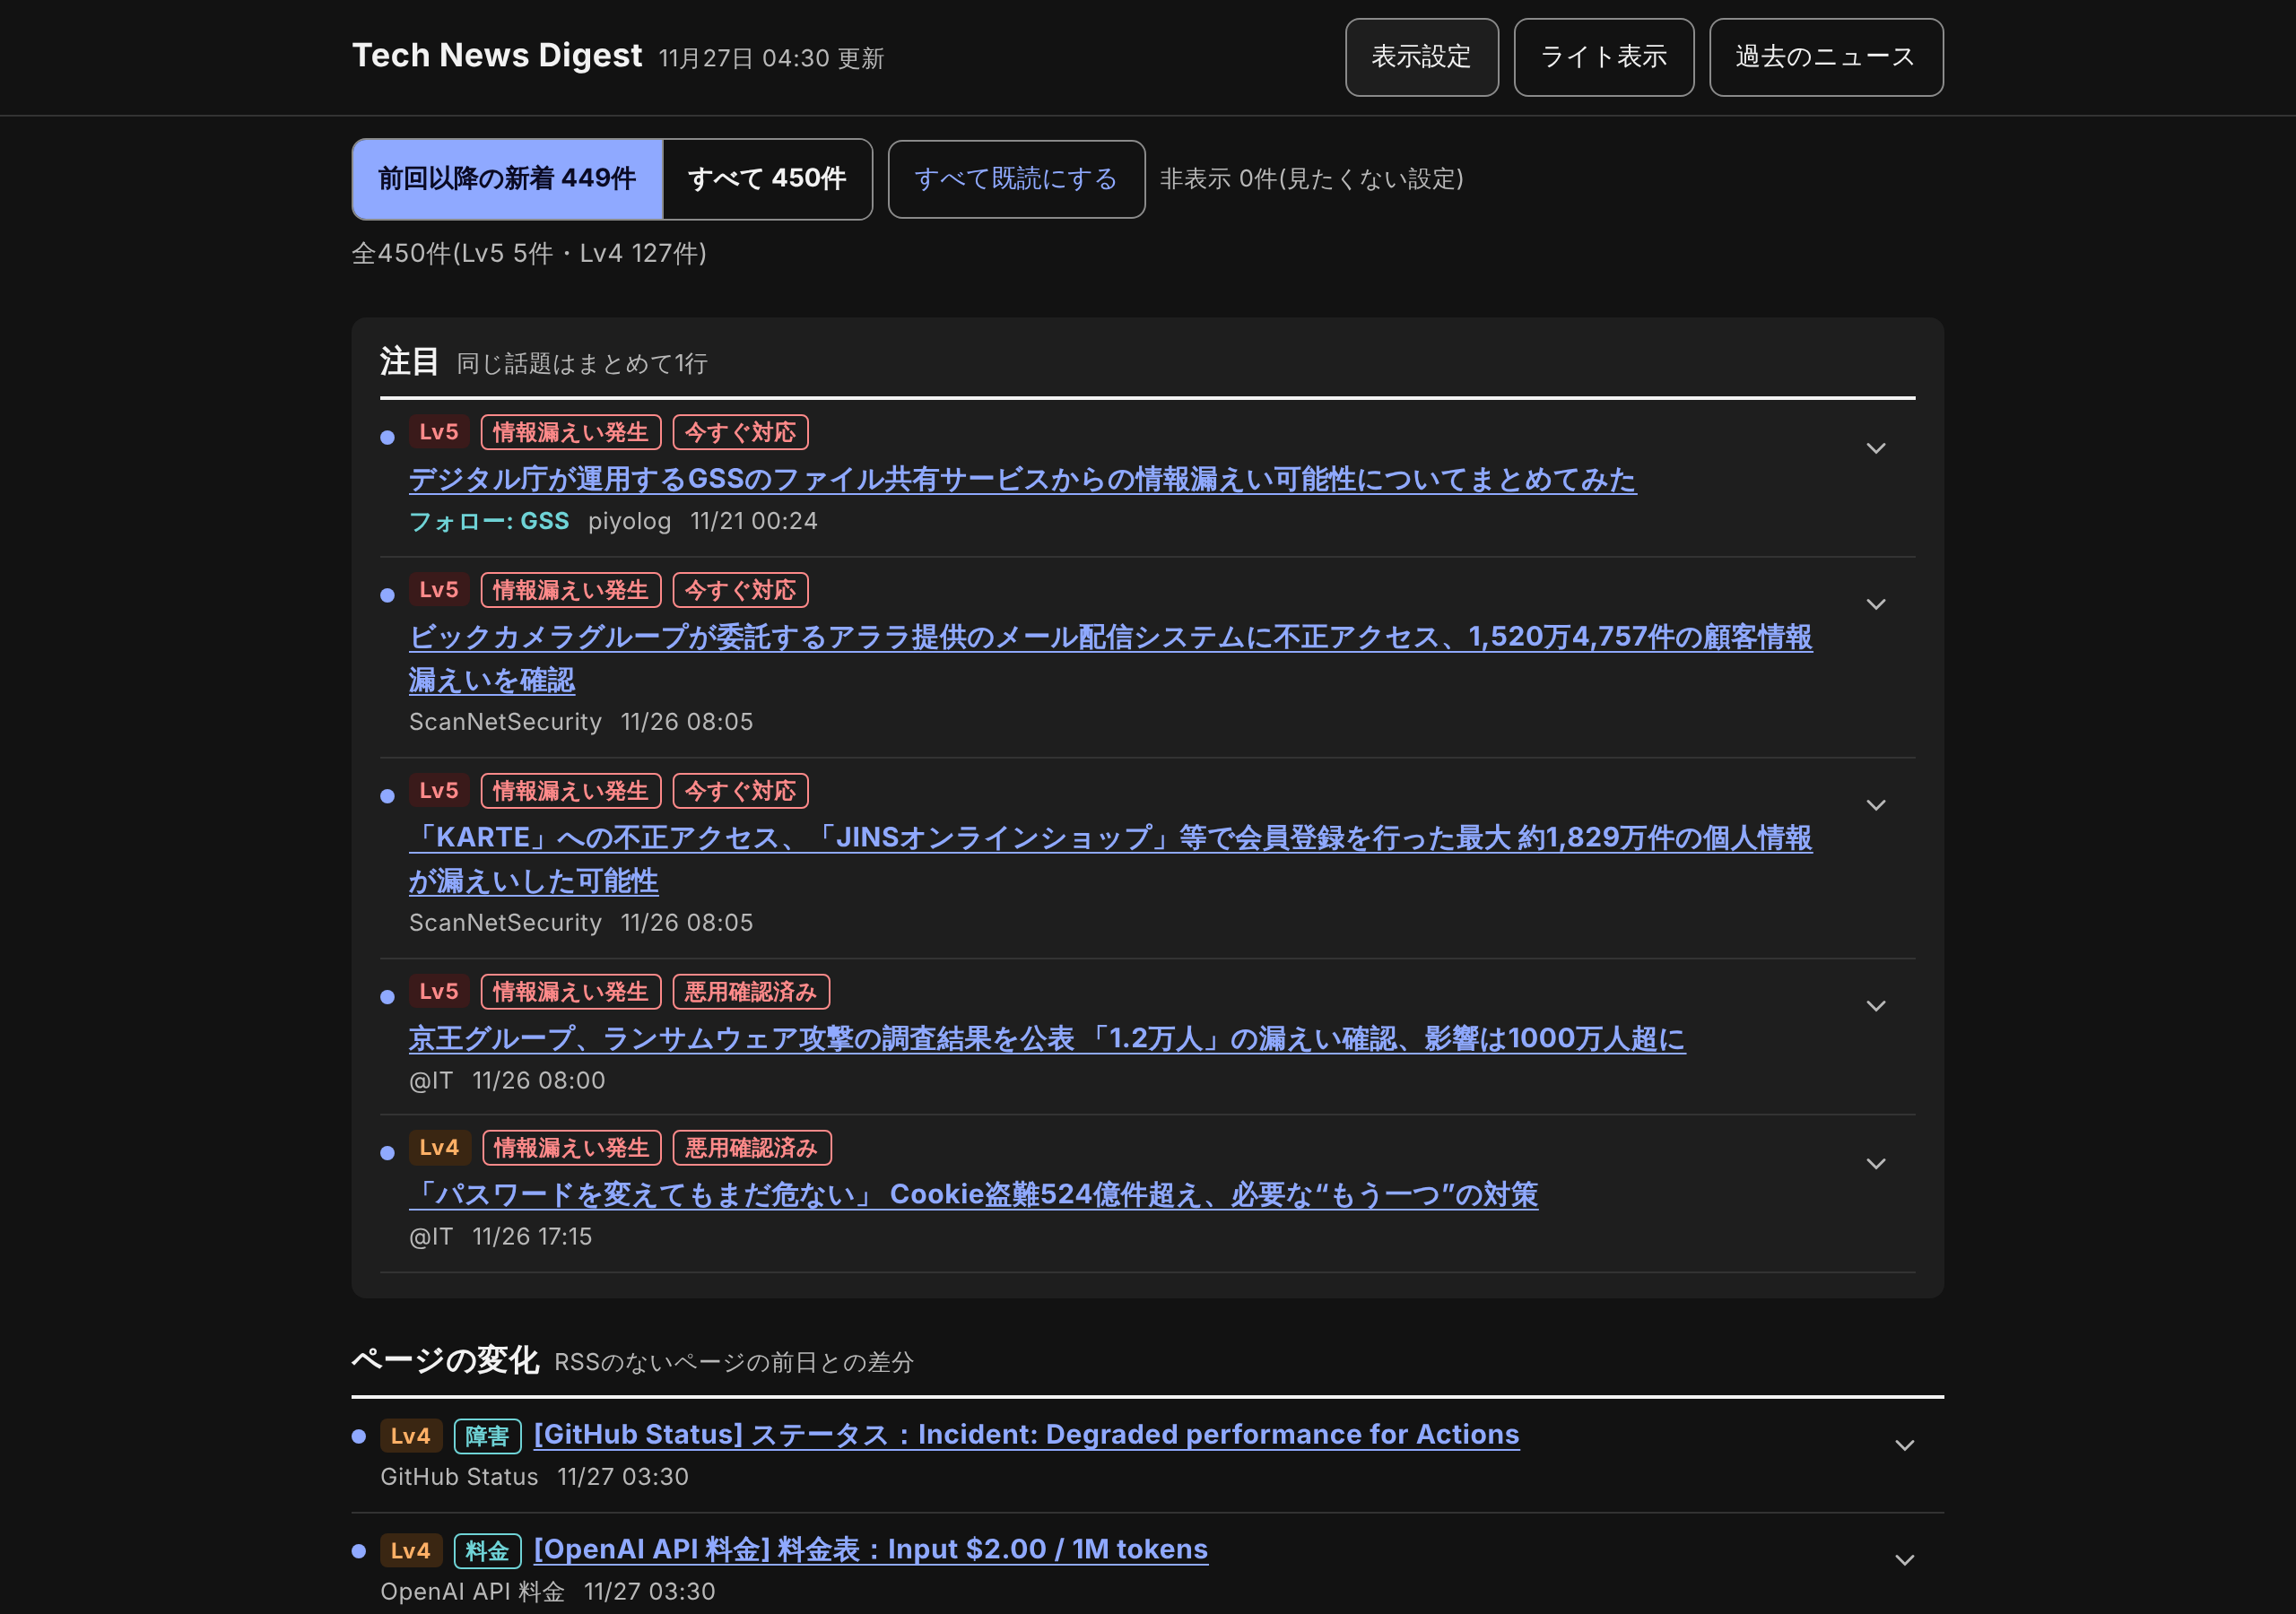 Tech News Digest 11月27日 04:30 更新
表示設定
ライト表示
過去のニュース
前回以降の新着 449件
すべて 450件
すべて既読にする
非表示 0件(見たくない設定)
全450件(Lv5 5件・Lv4 127件)
注目 同じ話題はまとめて1行
Lv5 情報漏えい発生 今すぐ対応
デジタル庁が運用するGSSのファイル共有サービスからの情報漏えい可能性についてまとめてみた
フォロー: GSS piyolog 11/21 00:24
Lv5 情報漏えい発生 今すぐ対応
ビックカメラグループが委託するアララ提供のメール配信システムに不正アクセス、1,520万4,757件の顧客情報
漏えいを確認
ScanNetSecurity 11/26 08:05
Lv5 情報漏えい発生 今すぐ対応
「KARTE」への不正アクセス、「JINSオンラインショップ」等で会員登録を行った最大 約1,829万件の個人情報
が漏えいした可能性
ScanNetSecurity 11/26 08:05
Lv5 情報漏えい発生 悪用確認済み
京王グループ、ランサムウェア攻撃の調査結果を公表 「1.2万人」の漏えい確認、影響は1000万人超に
@IT 11/26 08:00
Lv4 情報漏えい発生 悪用確認済み
「パスワードを変えてもまだ危ない」 Cookie盗難524億件超え、必要な“もう一つ”の対策
@IT 11/26 17:15
ページの変化 RSSのないページの前日との差分
Lv4 障害 [GitHub Status] ステータス：Incident: Degraded performance for Actions
GitHub Status 11/27 03:30
Lv4 料金 [OpenAI API 料金] 料金表：Input $2.00 / 1M tokens
OpenAI API 料金 11/27 03:30